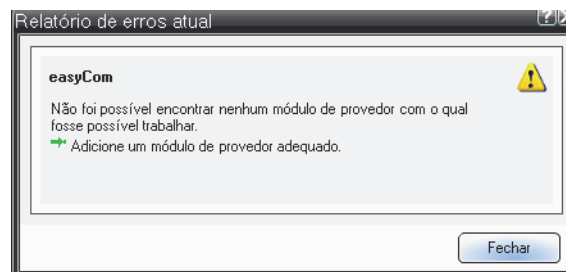 Relatório de erros atual
easyCom
Não foi possível encontrar nenhum módulo de provedor com o qual
fosse possível trabalhar.
Adicione um módulo de provedor adequado.
Fechar